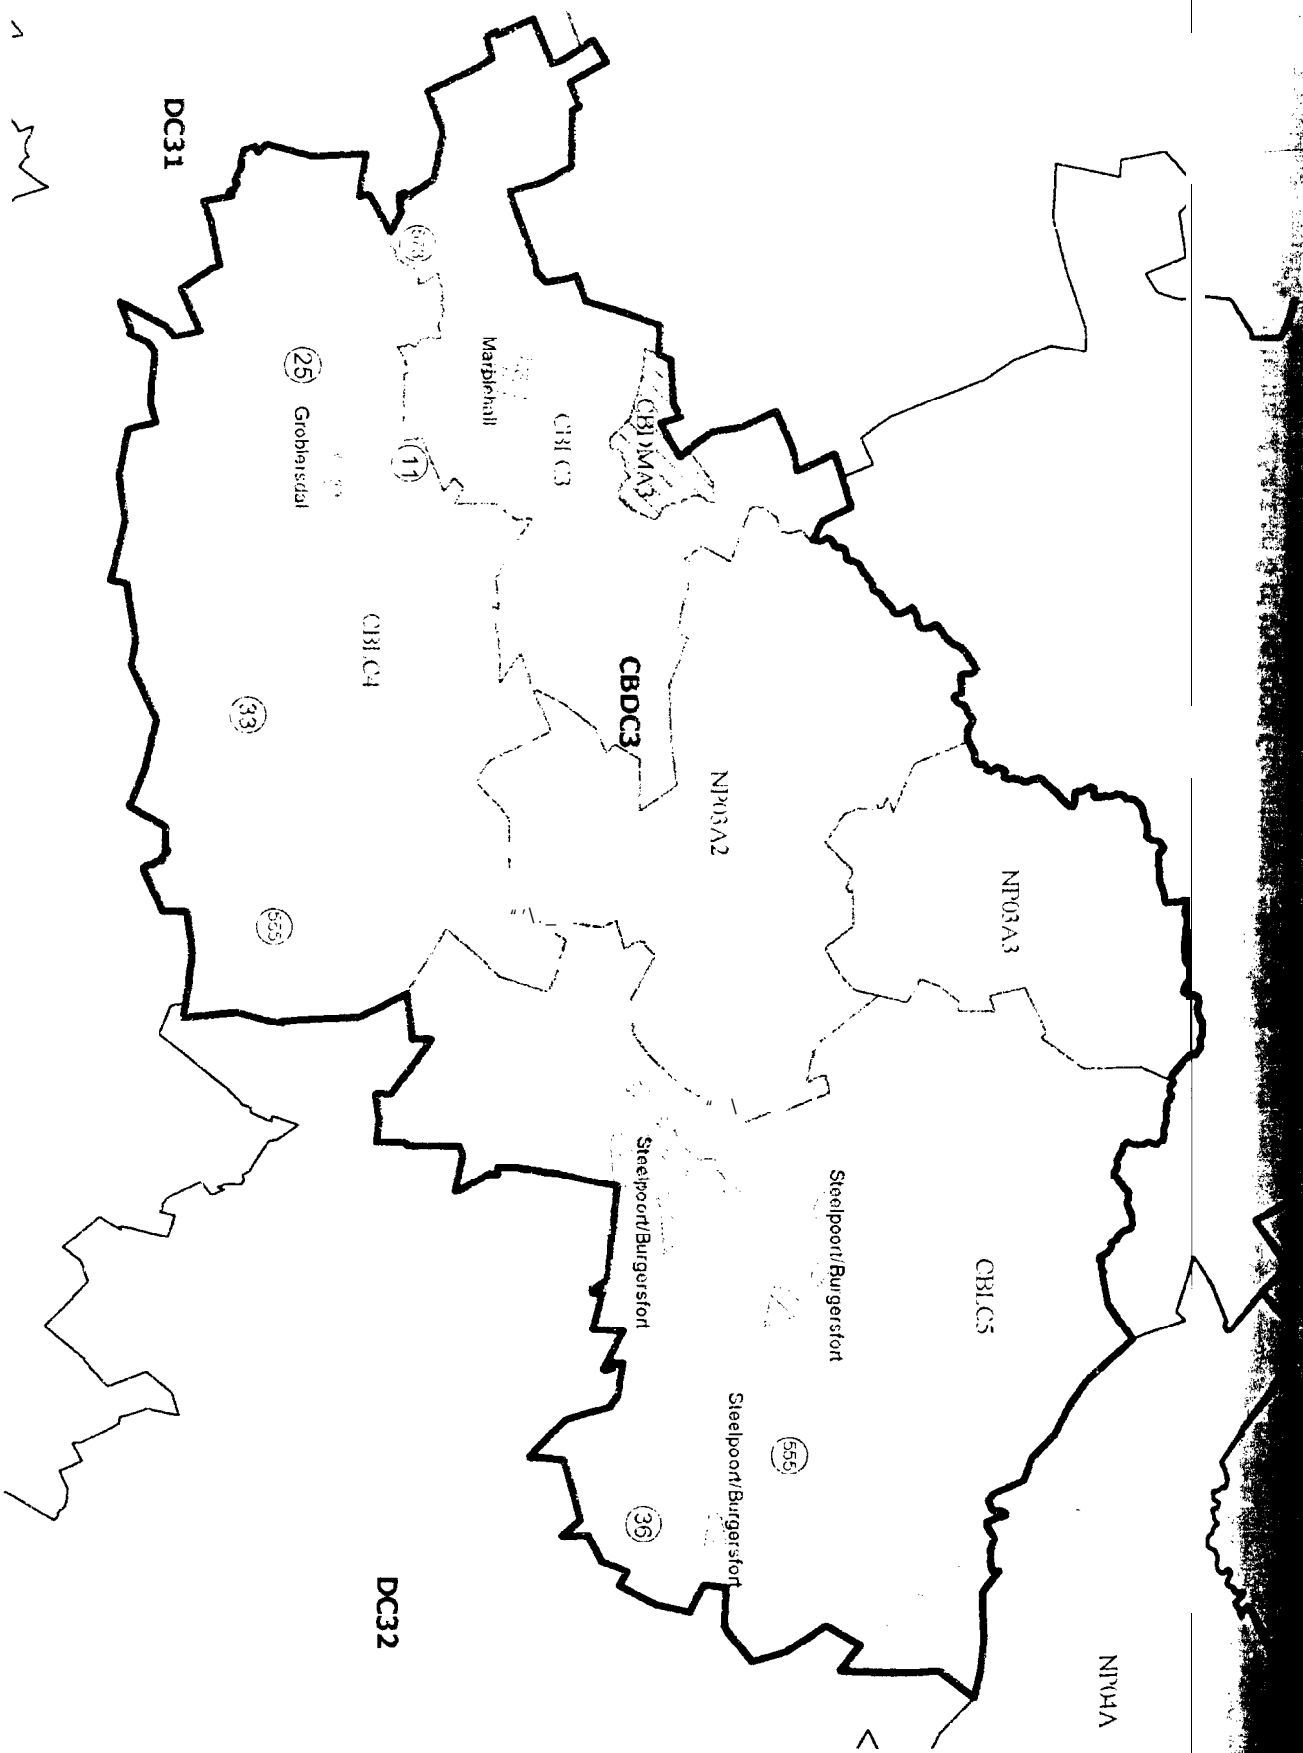 DC31
25
Groblersdal
11
Marblehall
CBLC3
CBDMA3
CBLC4
33
CBDC3
NP03A2
NP03A3
555
Steelpoort/Burgersfort
Steelpoort/Burgersfort
CBLC5
Steelpoort/Burgersfort
555
36
DC32
NP04A